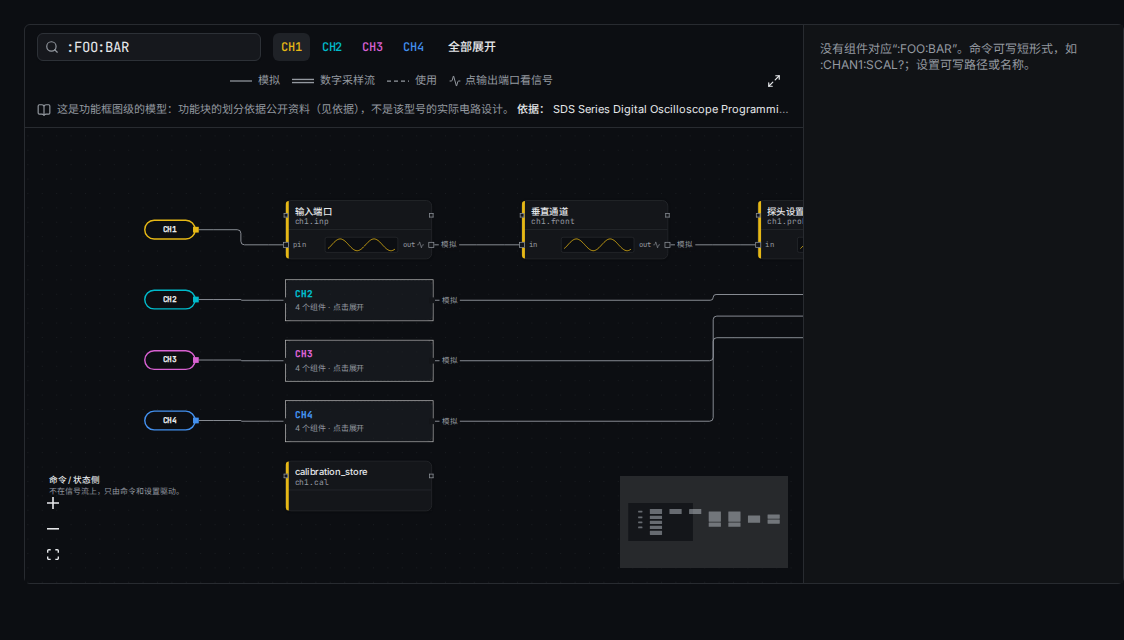 :FOO:BAR
CH1 CH2 CH3 CH4 全部展开
模拟 数字采样流 使用 点输出端口看信号
这是功能框图级的模型：功能块的划分依据公开资料（见依据），不是该型号的实际电路设计。 依据： SDS Series Digital Oscilloscope Programmi...
没有组件对应“:FOO:BAR”。命令可写短形式，如
:CHAN1:SCAL?；设置可写路径或名称。
CH1
输入端口
ch1.inp
pin out 模拟
垂直通道
ch1.front
in out 模拟
探头设置
ch1.pro
in
CH2
CH2
4 个组件 · 点击展开
模拟
CH3
CH3
4 个组件 · 点击展开
模拟
CH4
CH4
4 个组件 · 点击展开
模拟
calibration_store
ch1.cal
命令 / 状态侧
不在信号流上，只由命令和设置驱动。